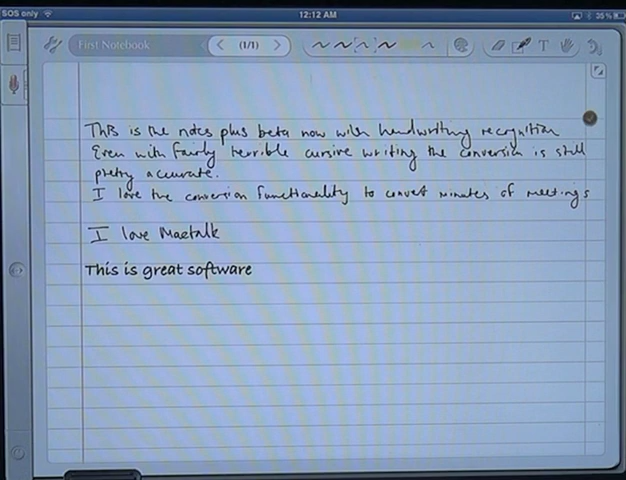 SOS only
12:12 AM
35%
First Notebook
(1/1)
T
This is the notes plus beta now with handwriting recognition
Even with fairly terrible cursive writing the conversion is still
pretty accurate.
I love the conversion functionality to convert minutes of meetings
I love Mactalk
This is great software